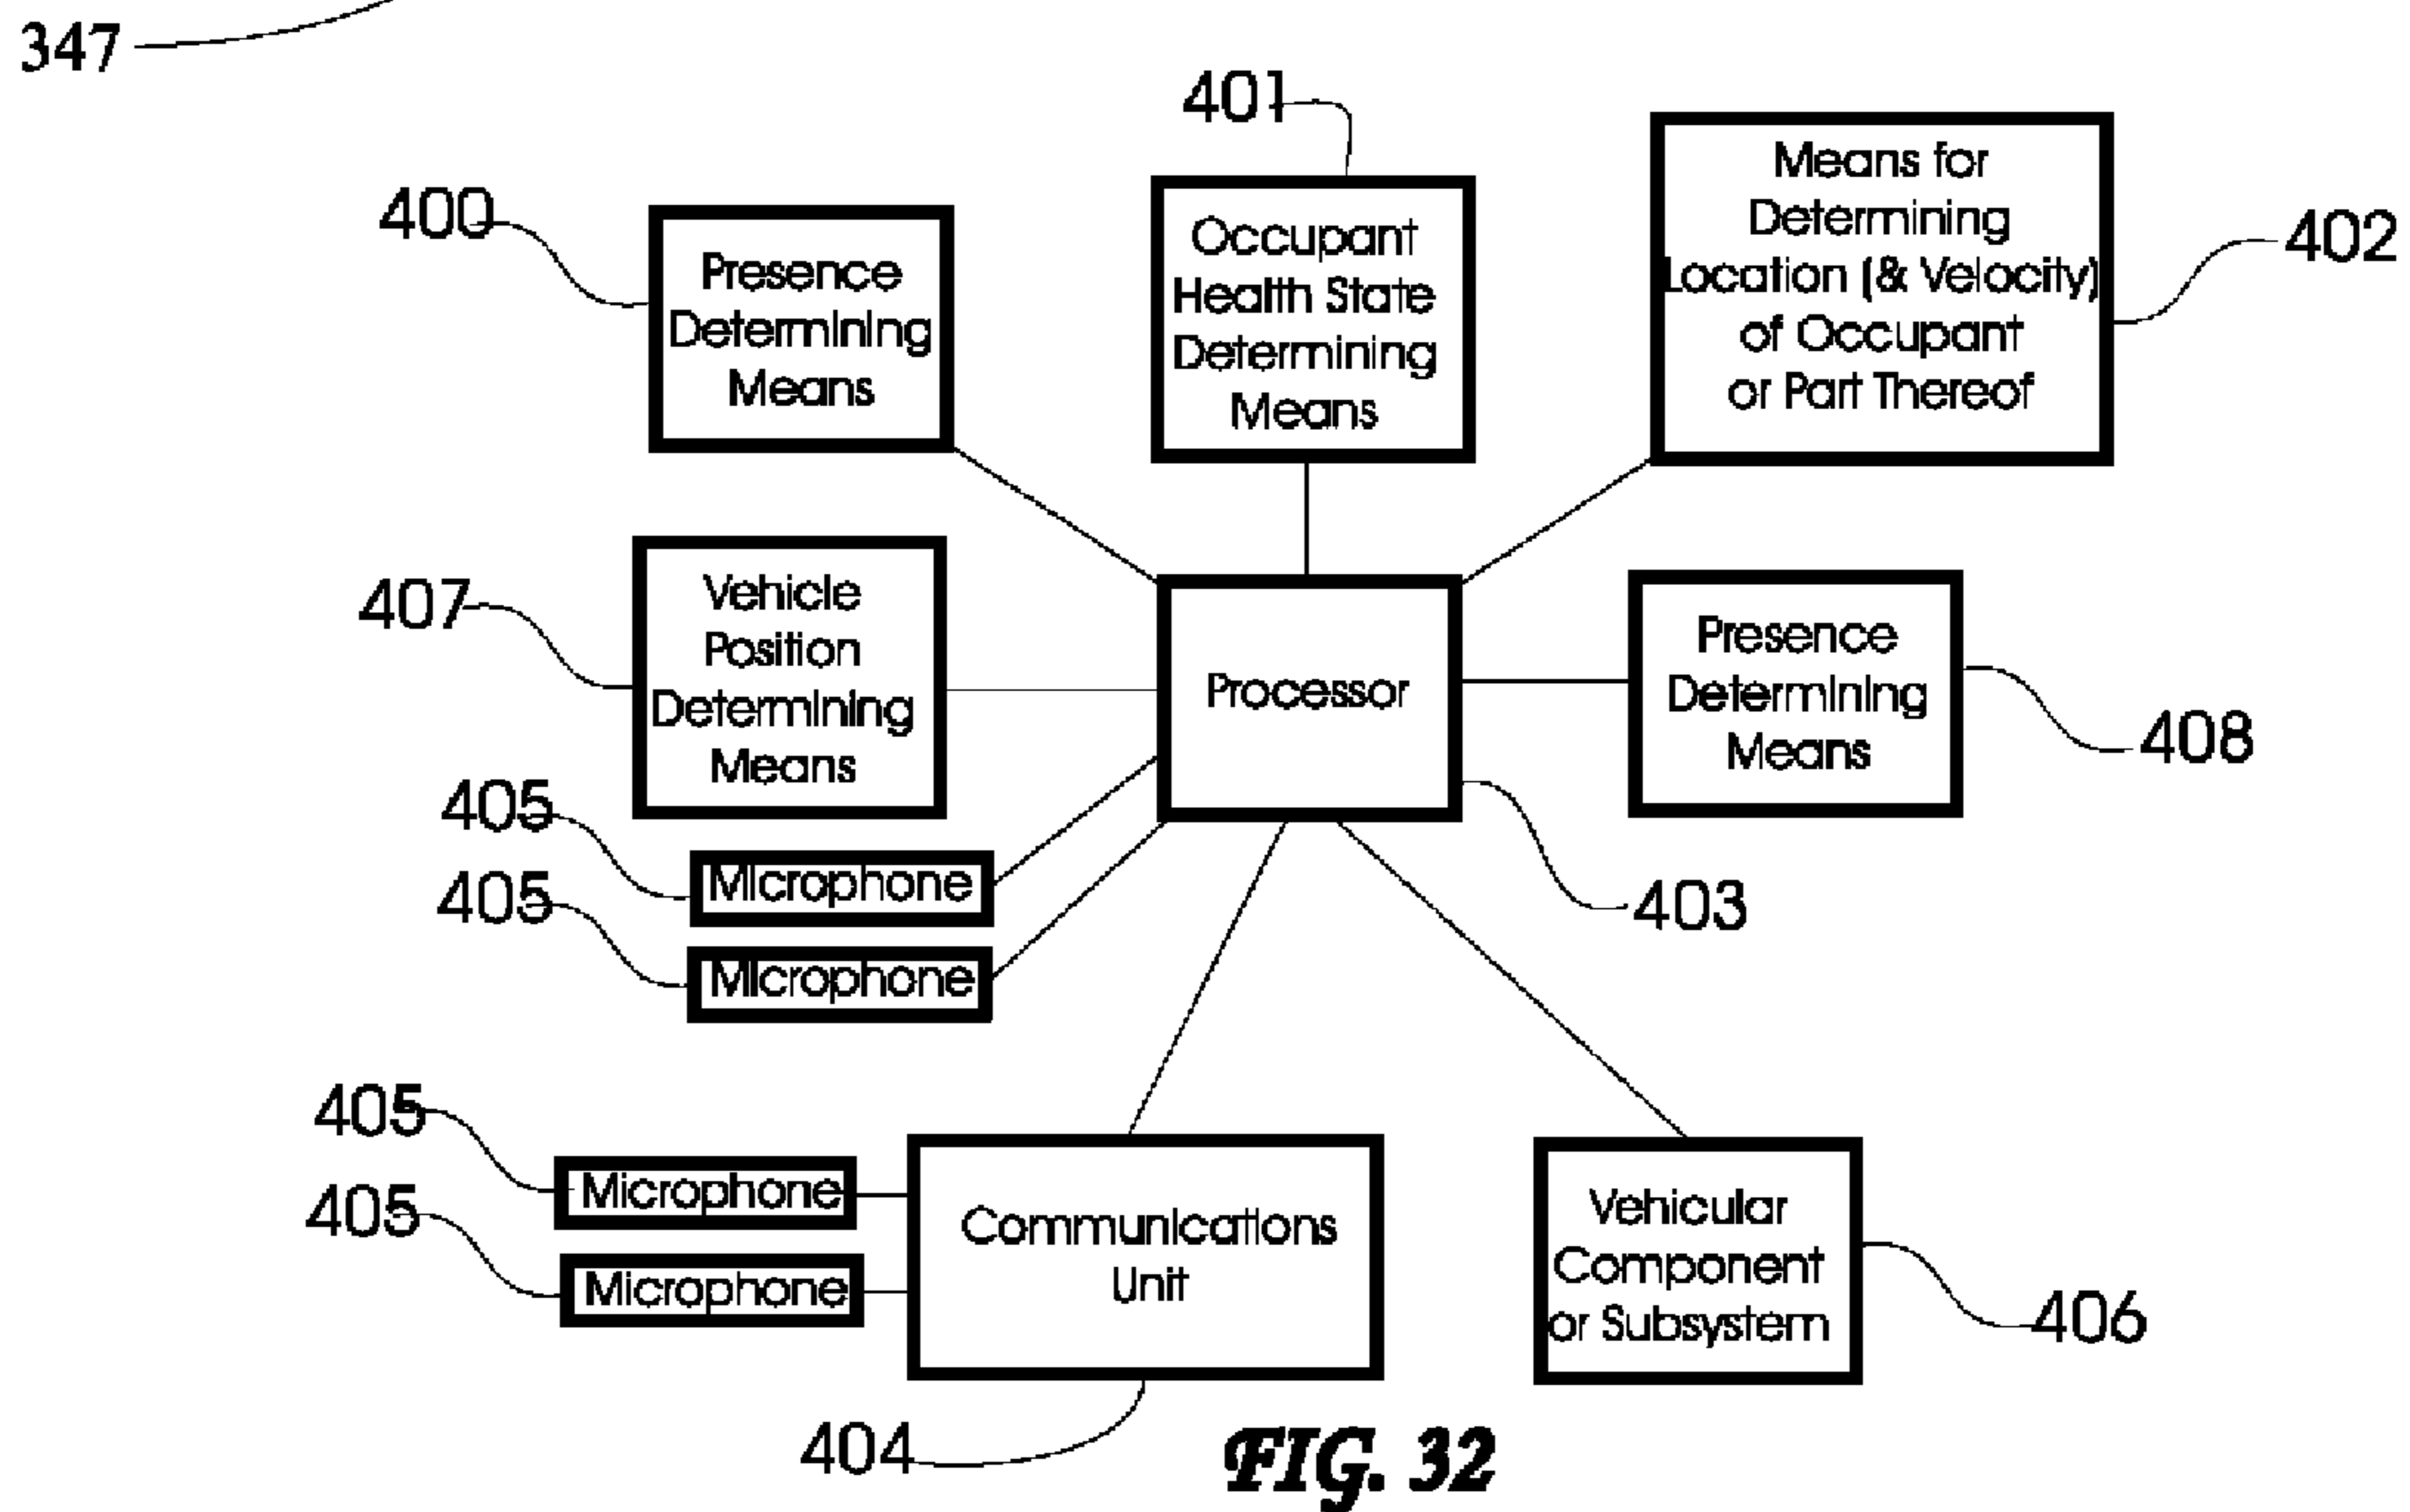 347
401
Occupant
Health State
Determining
Means
400
Presence
Determining
Means
Means for
Determining
Location (& Velocity)
of Occupant
or Part Thereof
402
407
Vehicle
Position
Determining
Means
Processor
403
Presence
Determining
Means
408
405
Microphone
405
Microphone
405
Microphone
405
Microphone
Communications
Unit
404
Vehicular
Component
or Subsystem
406
FIG. 32